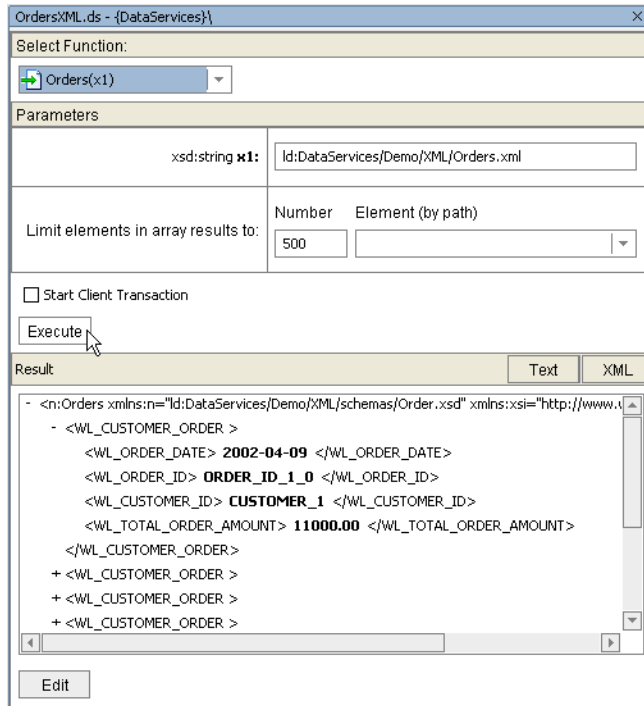 OrdersXML.ds - {DataServices}\
Select Function:
Orders(x1)
Parameters
xsd:string x1: ld:DataServices/Demo/XML/Orders.xml
Number Element (by path)
Limit elements in array results to:
500
Start Client Transaction
Execute
Result Text XML
- <n:Orders xmlns:n="ld:DataServices/Demo/XML/schemas/Order.xsd" xmlns:xsi="http://www.
- <WL_CUSTOMER_ORDER >
<WL_ORDER_DATE> 2002-04-09 </WL_ORDER_DATE>
<WL_ORDER_ID> ORDER_ID_1_0 </WL_ORDER_ID>
<WL_CUSTOMER_ID> CUSTOMER_1 </WL_CUSTOMER_ID>
<WL_TOTAL_ORDER_AMOUNT> 11000.00 </WL_TOTAL_ORDER_AMOUNT>
</WL_CUSTOMER_ORDER>
+ <WL_CUSTOMER_ORDER >
+ <WL_CUSTOMER_ORDER >
+ <WL_CUSTOMER_ORDER >
Edit